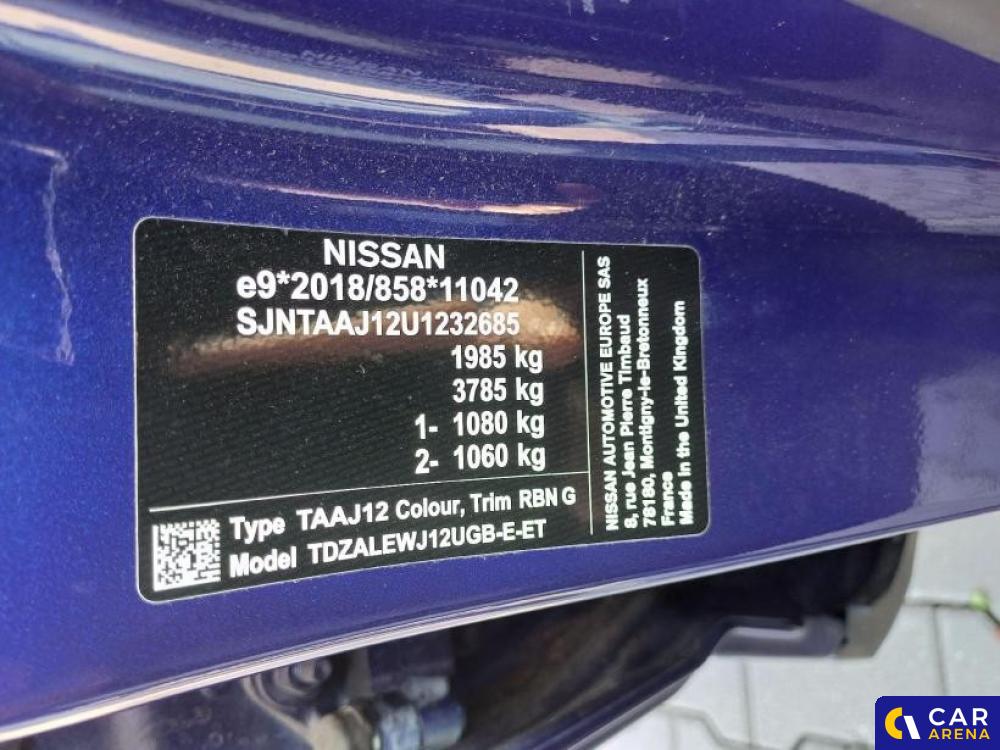 NISSAN
e9*2018/858*11042
SJNTAAJ12U1232685
1985 kg
3785 kg
1- 1080 kg
2- 1060 kg
Type TAAJ12 Colour, Trim RBN G
Model TDZALEWJ12UGB-E-ET
NISSAN AUTOMOTIVE EUROPE SAS
8, rue Jean Pierre Timbaud
78180, Montigny-le-Bretonneux
France
Made in the United Kingdom
CAR
ARENA